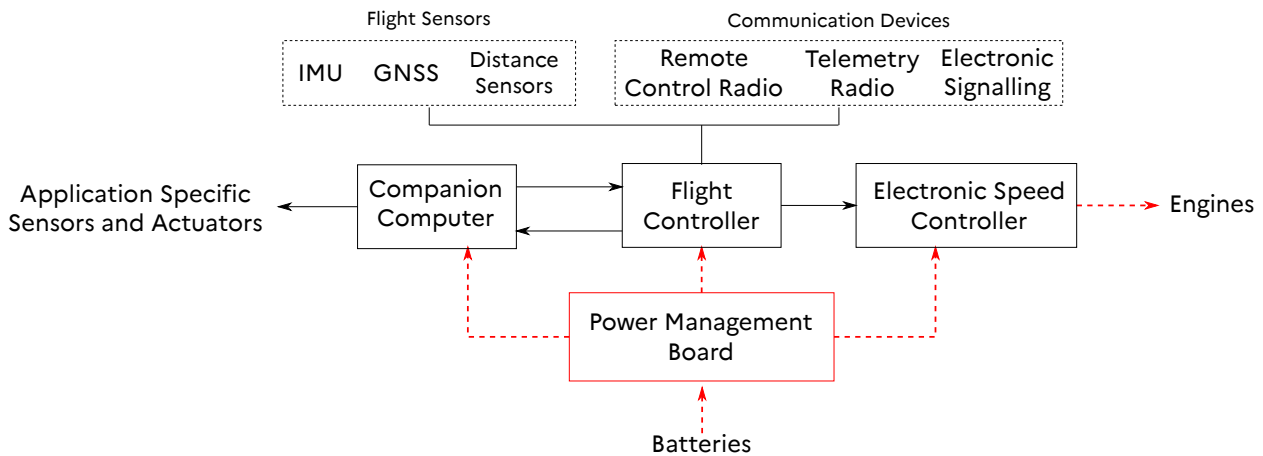 Flight Sensors
Communication Devices
IMU
GNSS
Distance
Sensors
Remote
Control Radio
Telemetry
Radio
Electronic
Signalling
Application Specific
Sensors and Actuators
Companion
Computer
Flight
Controller
Electronic Speed
Controller
Engines
Power Management
Board
Batteries